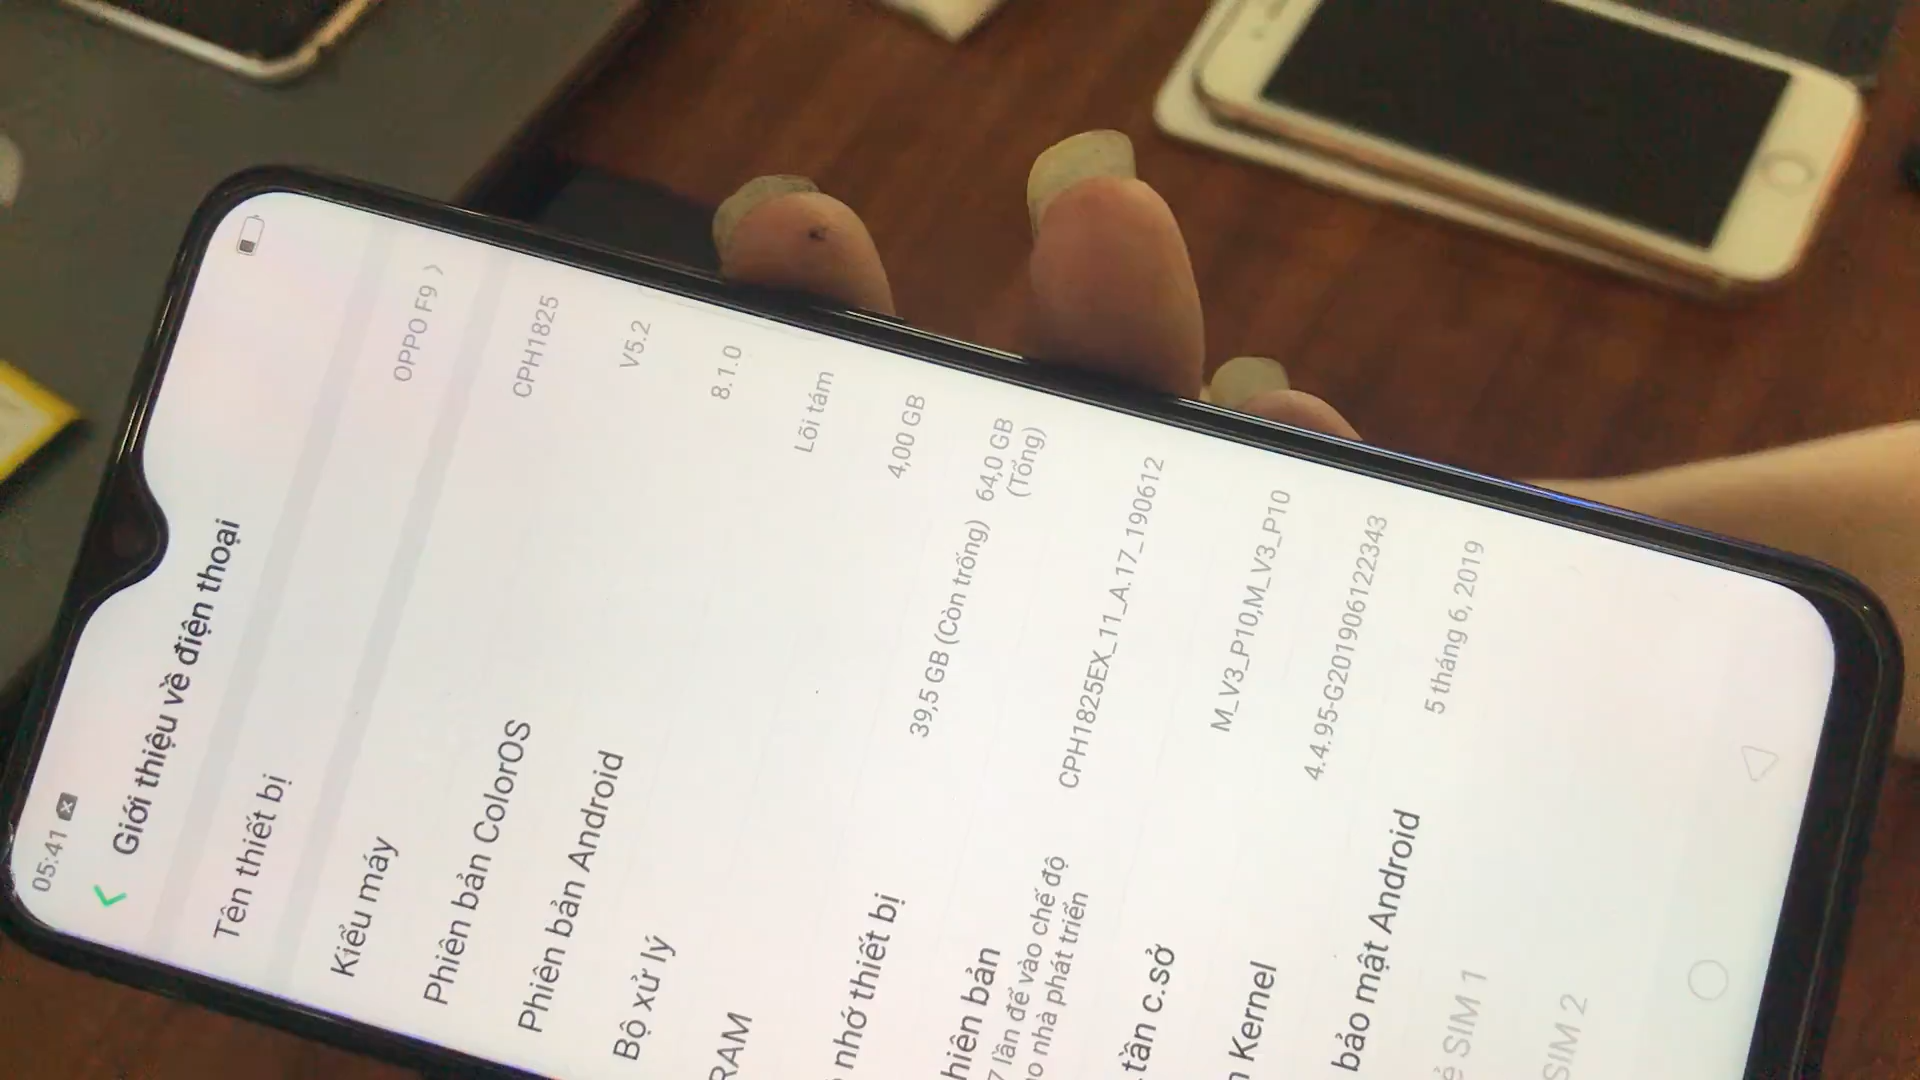 05:41
Giới thiệu về điện thoại
Tên thiết bị OPPO F9
Kiểu máy CPH1825
Phiên bản ColorOS V5.2
Phiên bản Android 8.1.0
Bộ xử lý Lõi tám
RAM 4,00 GB
nhớ thiết bị 39,5 GB (Còn trống) 64,0 GB
(Tổng)
hiên bản CPH1825EX_11_A.17_190612
7 lần để vào chế độ
nhà phát triển
tần c.sở M_V3_P10,M_V3_P10
Kernel 4.4.95-G201906122343
bảo mật Android 5 tháng 6, 2019
SIM 1
SIM 2